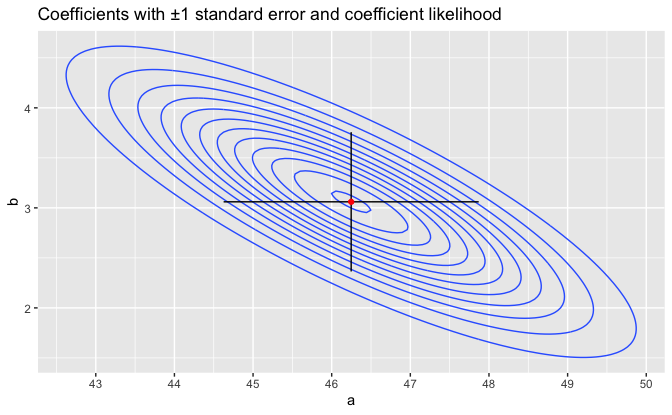 Coefficients with ±1 standard error and coefficient likelihood
4
3
2
b
43 44 45 46 47 48 49 50
a